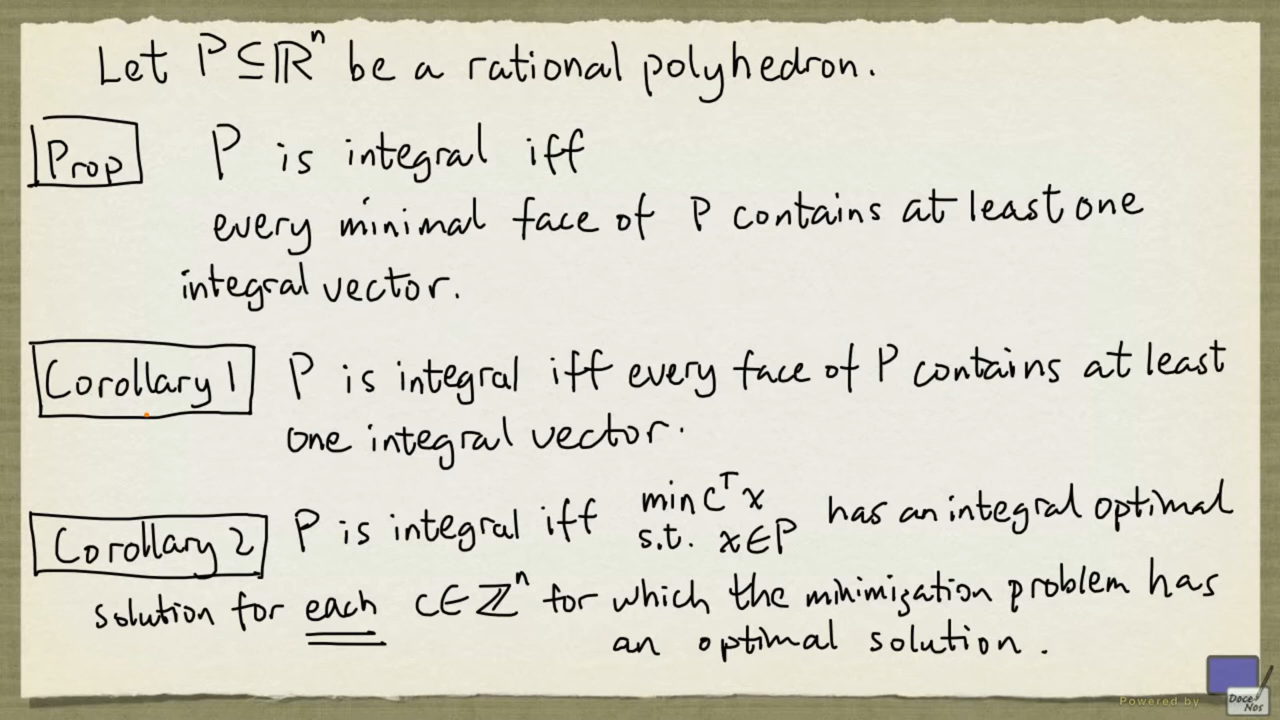 Let P ⊆ ℝⁿ be a rational polyhedron.
Prop P is integral iff
every minimal face of P contains at least one
integral vector.
Corollary 1 P is integral iff every face of P contains at least
one integral vector.
Corollary 2 P is integral iff min cᵀx s.t. x∈P has an integral optimal
solution for each c∈ℤⁿ for which the minimization problem has
an optimal solution.
Powered by
Doceri